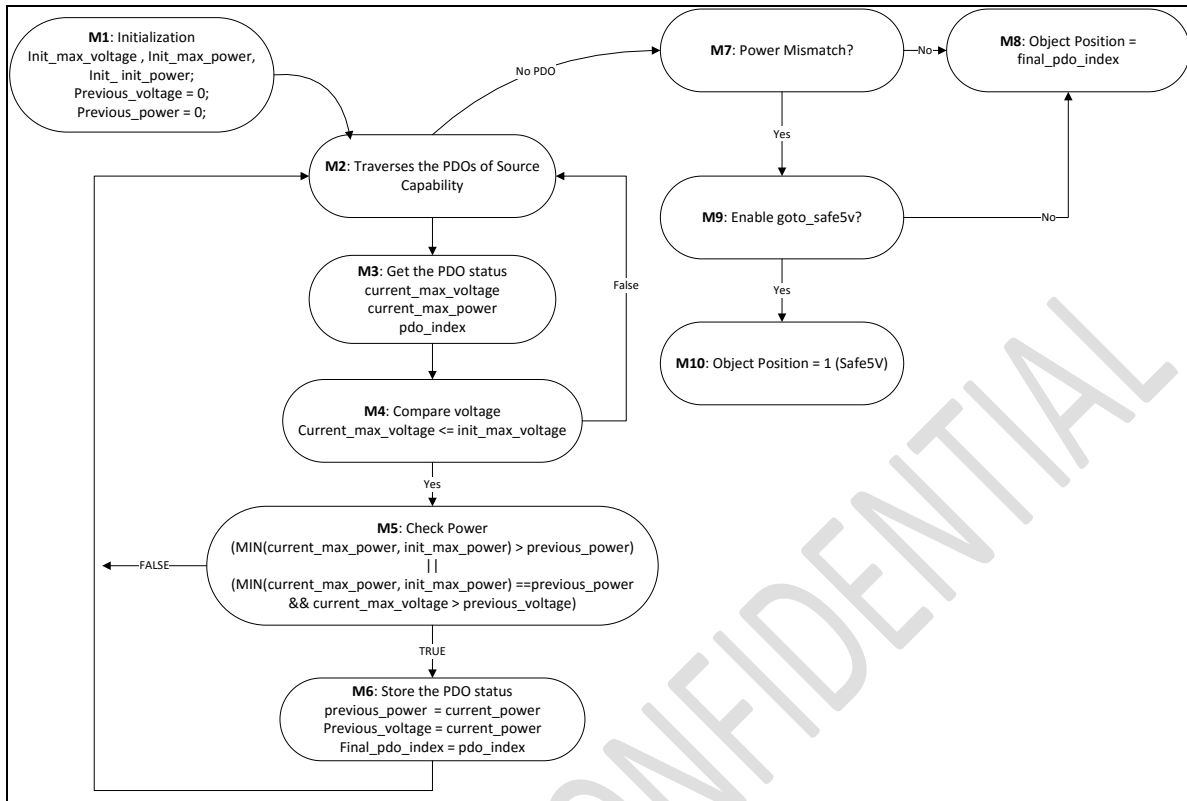 M1: Initialization
Init_max_voltage , Init_max_power,
Init_ init_power;
Previous_voltage = 0;
Previous_power = 0;
No PDO
M7: Power Mismatch?
No
M8: Object Position =
final_pdo_index
M2: Traverses the PDOs of Source
Capability
Yes
M9: Enable goto_safe5v?
No
M3: Get the PDO status
current_max_voltage
current_max_power
pdo_index
False
Yes
M10: Object Position = 1 (Safe5V)
M4: Compare voltage
Current_max_voltage <= init_max_voltage
Yes
M5: Check Power
(MIN(current_max_power, init_max_power) > previous_power)
||
(MIN(current_max_power, init_max_power) ==previous_power
&& current_max_voltage > previous_voltage)
FALSE
TRUE
M6: Store the PDO status
previous_power = current_power
Previous_voltage = current_power
Final_pdo_index = pdo_index
CONFIDENTIAL